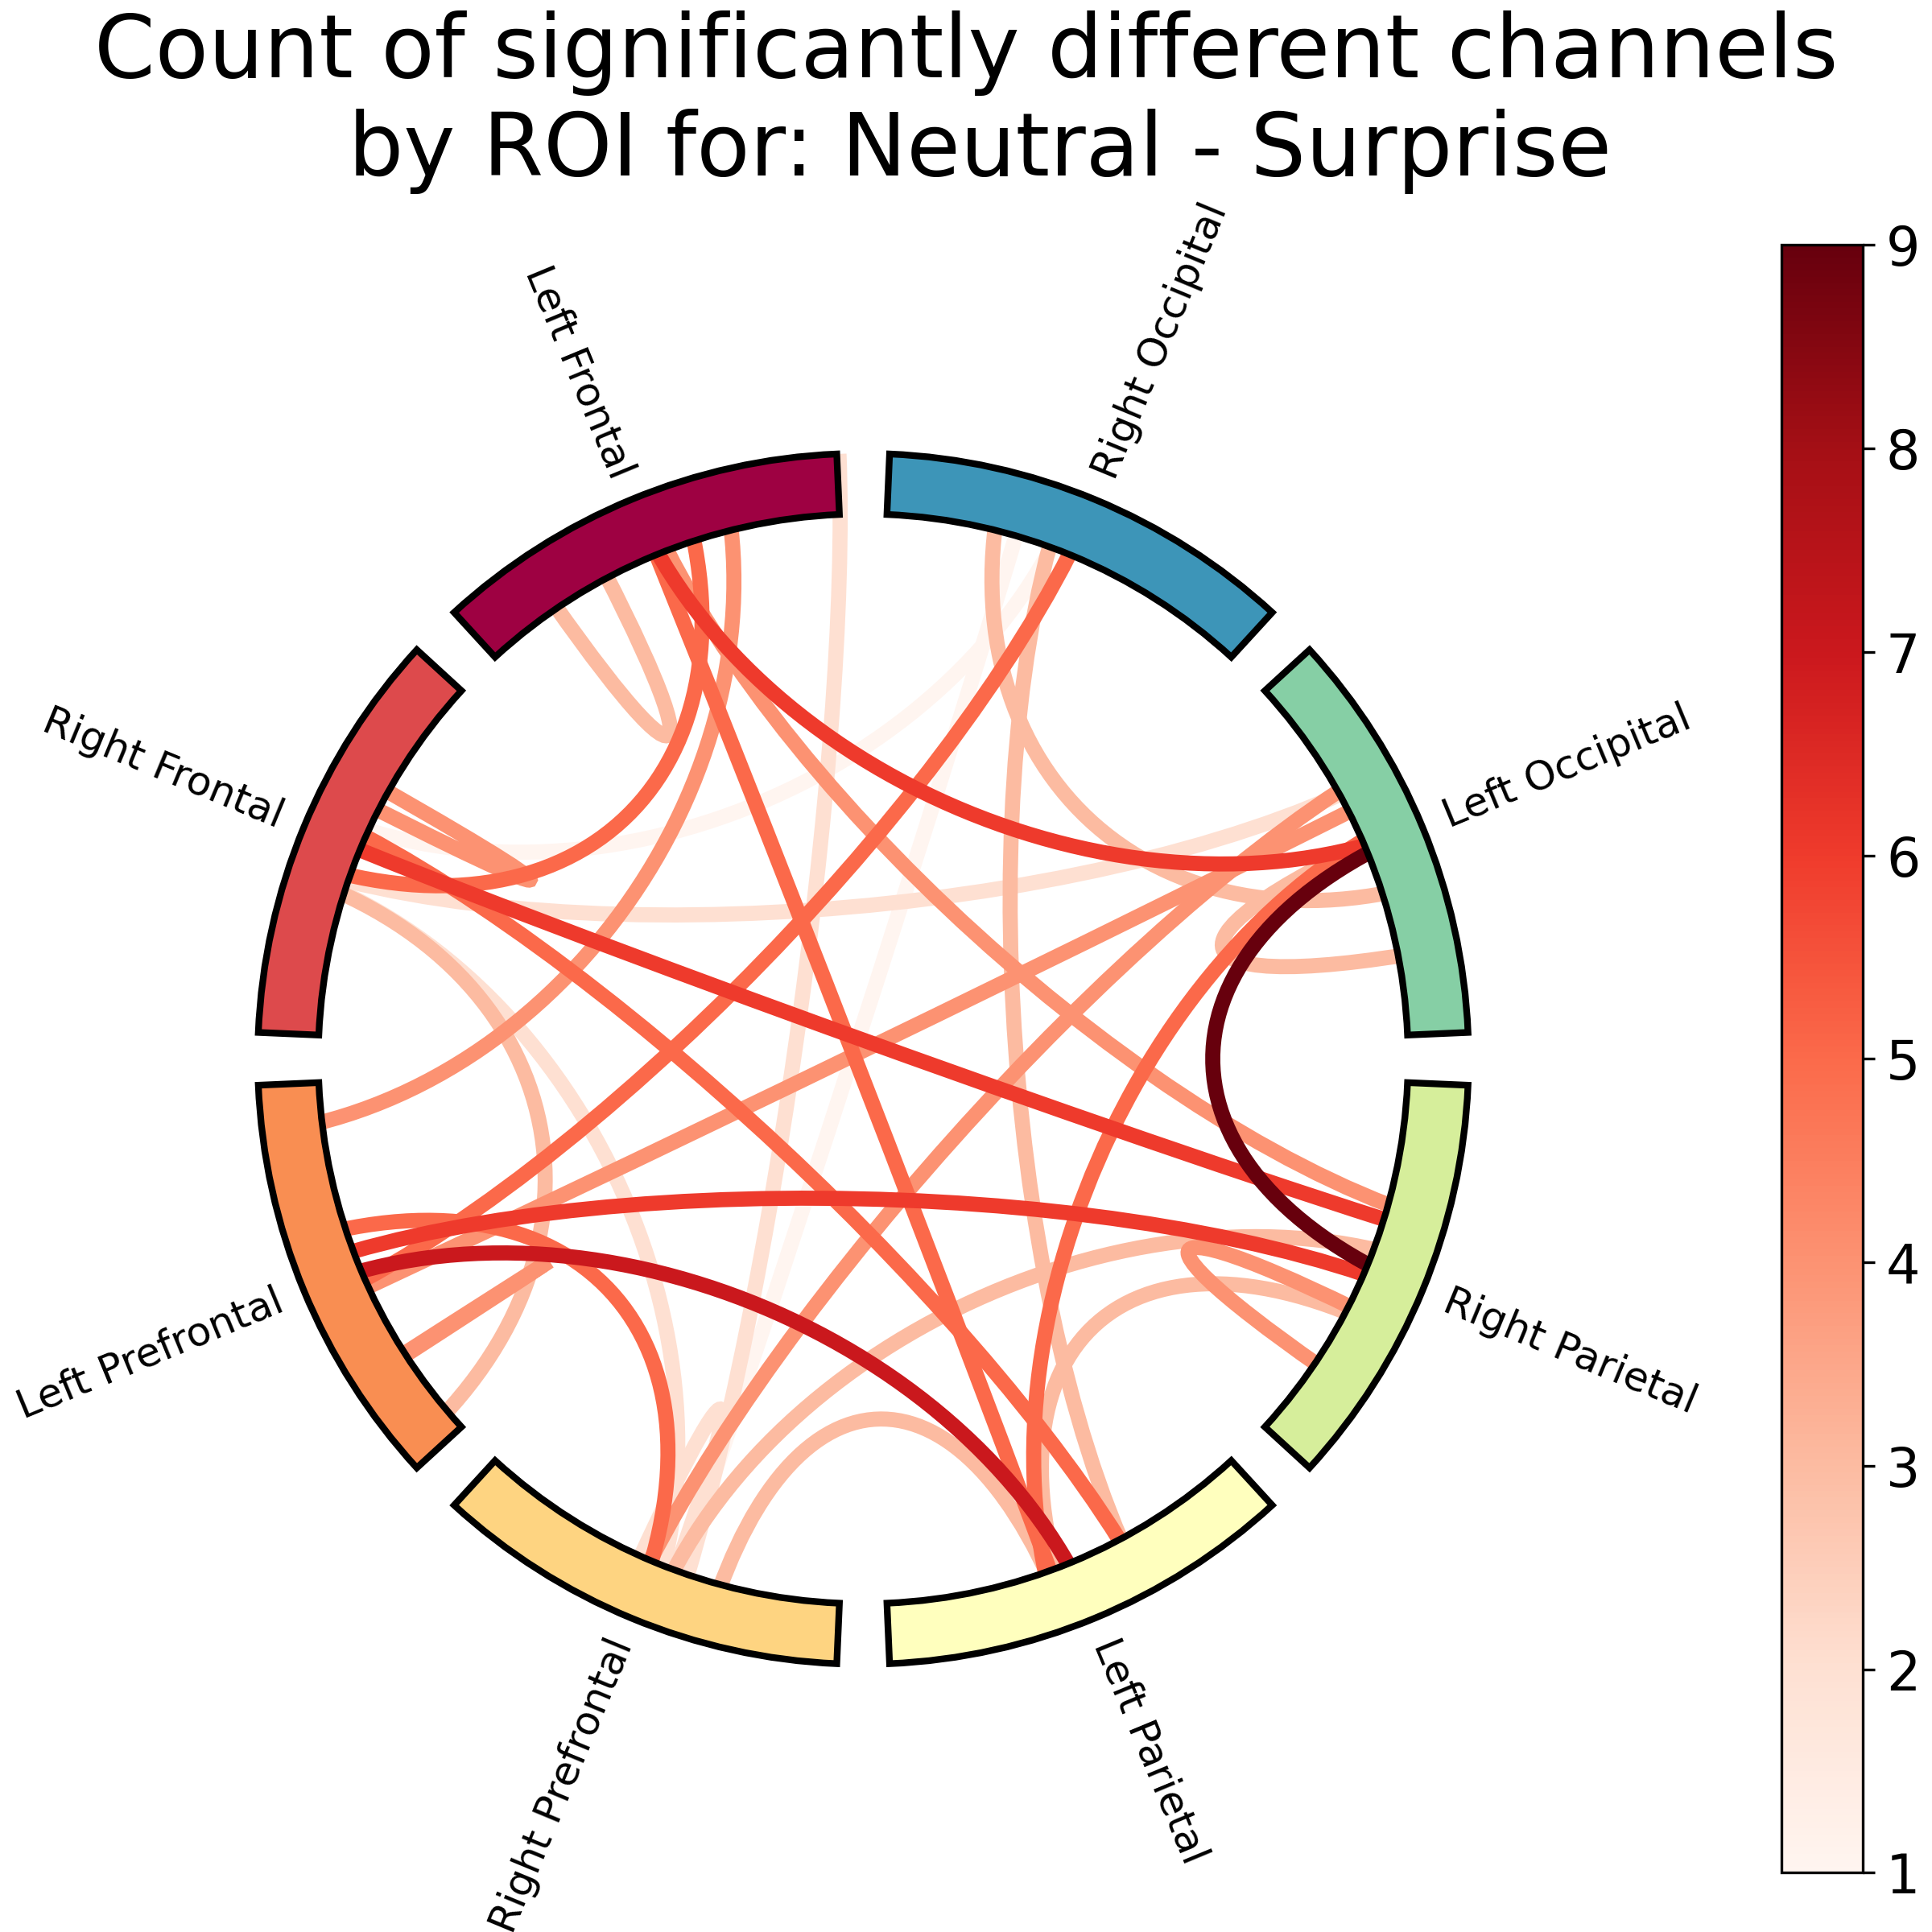 Count of significantly different channels
by ROI for: Neutral - Surprise
Right Occipital
Left Frontal
Left Occipital
Right Frontal
Right Parietal
Left Prefrontal
Left Parietal
Right Prefrontal
9
8
7
6
5
4
3
2
1